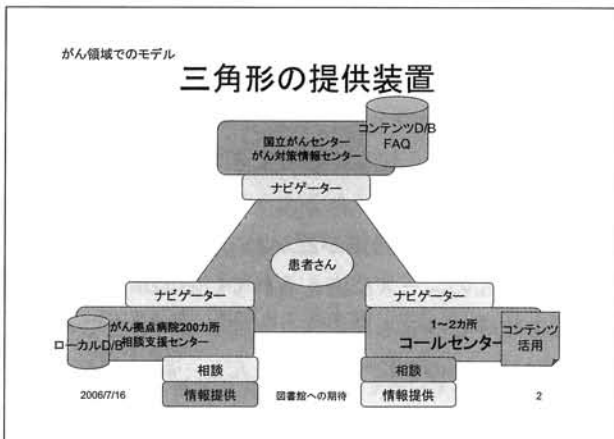 がん領域でのモデル
三角形の提供装置
コンテンツD/B
FAQ
国立がんセンター
がん対策情報センター
ナビゲーター
患者さん
ナビゲーター
ナビゲーター
がん拠点病院200カ所
相談支援センター
ローカルD/B
1～2カ所
コールセンター
コンテンツ
活用
相談
情報提供
相談
情報提供
2006/7/16
図書館への期待
2